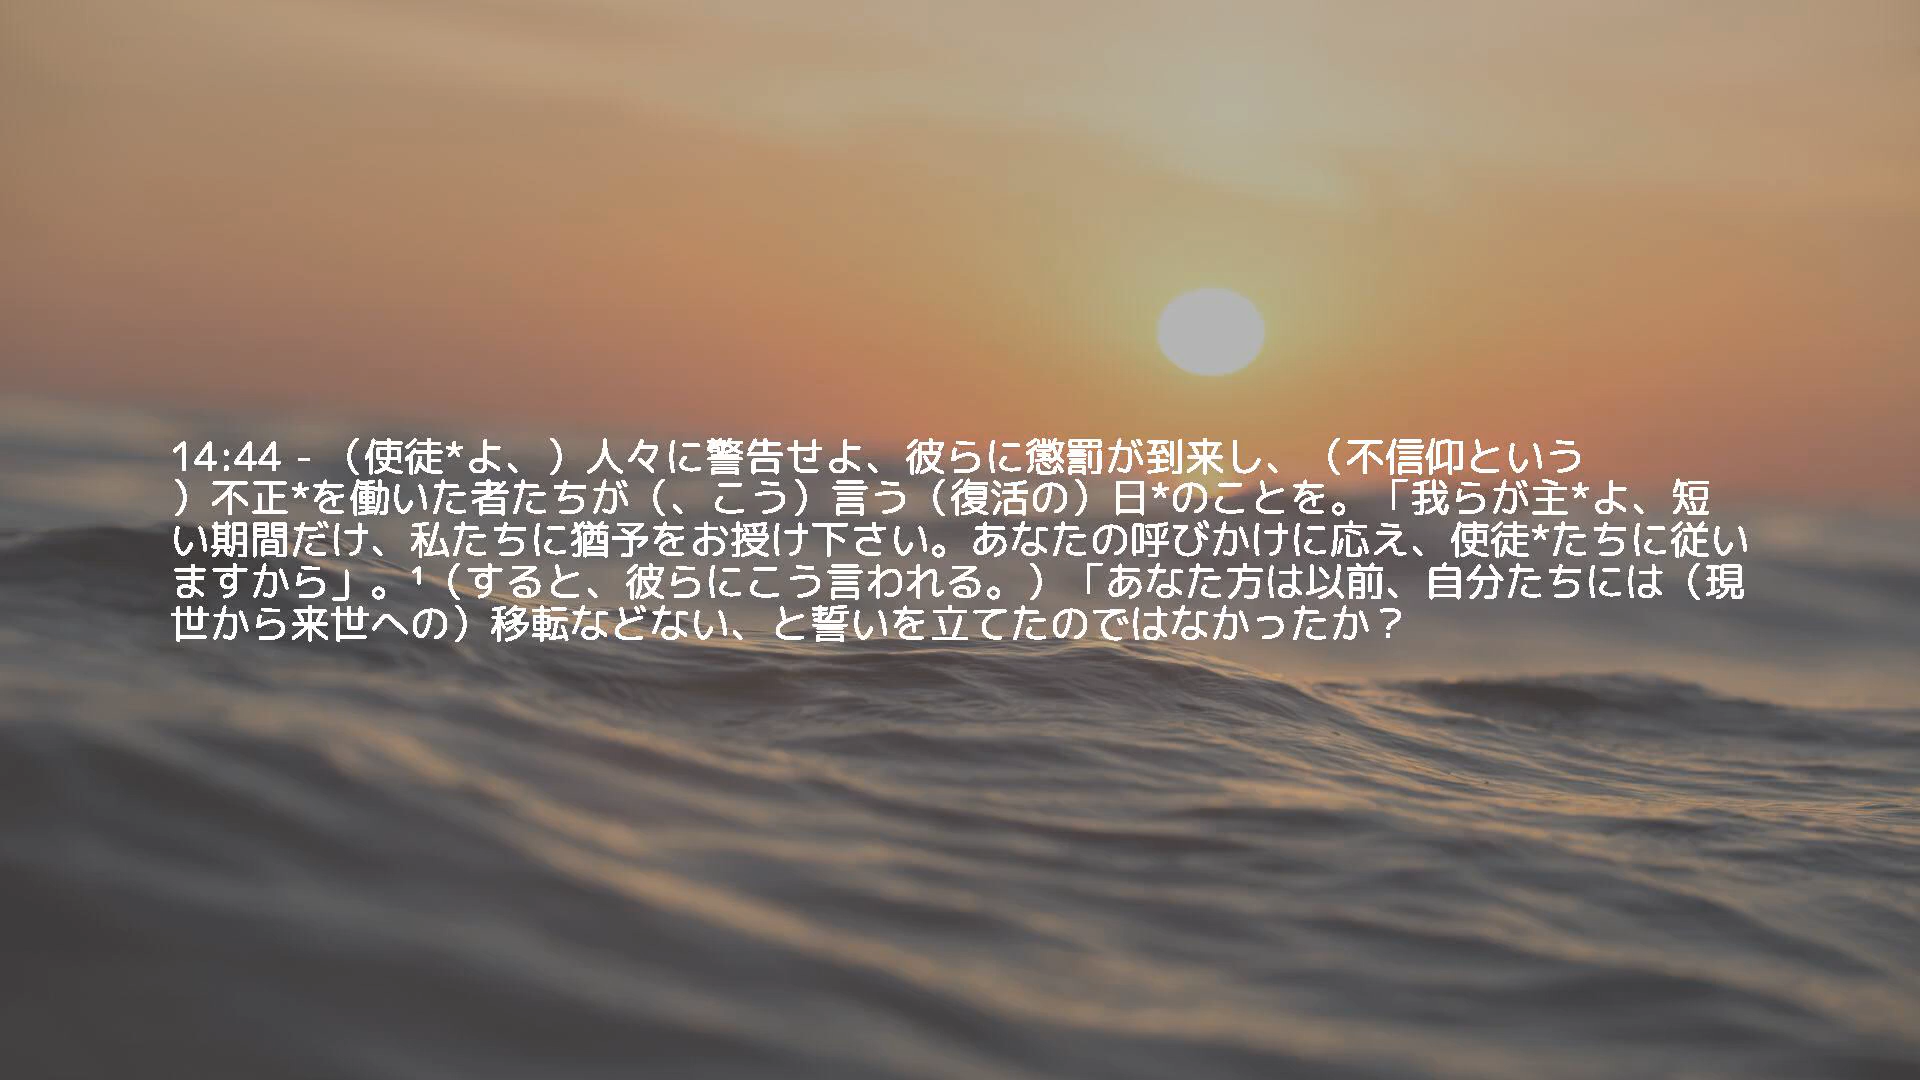 14:44 - （使徒*よ、）人々に警告せよ、彼らに懲罰が到来し、（不信仰という
）不正*を働いた者たちが（、こう）言う（復活の）日*のことを。「我らが主*よ、短
い期間だけ、私たちに猶予をお授け下さい。あなたの呼びかけに応え、使徒*たちに従い
ますから」。¹（すると、彼らにこう言われる。）「あなた方は以前、自分たちには（現
世から来世への）移転などない、と誓いを立てたのではなかったか？